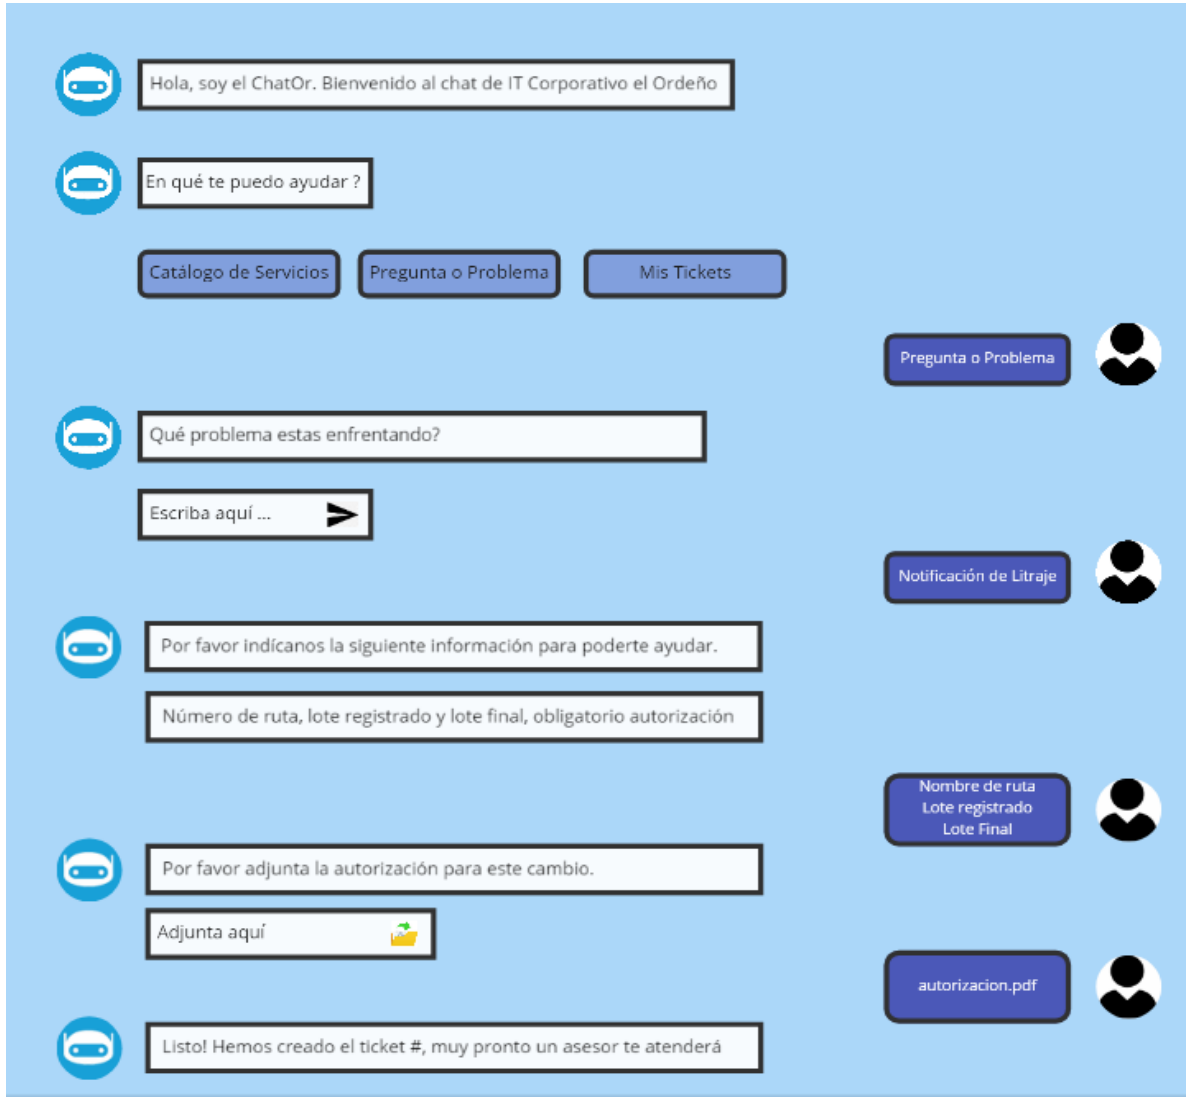 Hola, soy el ChatOr. Bienvenido al chat de IT Corporativo el Ordeño
En qué te puedo ayudar ?
Catálogo de Servicios
Pregunta o Problema
Mis Tickets
Pregunta o Problema
Qué problema estas enfrentando?
Escriba aquí ...
Notificación de Litraje
Por favor indícanos la siguiente información para poderte ayudar.
Número de ruta, lote registrado y lote final, obligatorio autorización
Nombre de ruta
Lote registrado
Lote Final
Por favor adjunta la autorización para este cambio.
Adjunta aquí
autorizacion.pdf
Listo! Hemos creado el ticket #, muy pronto un asesor te atenderá